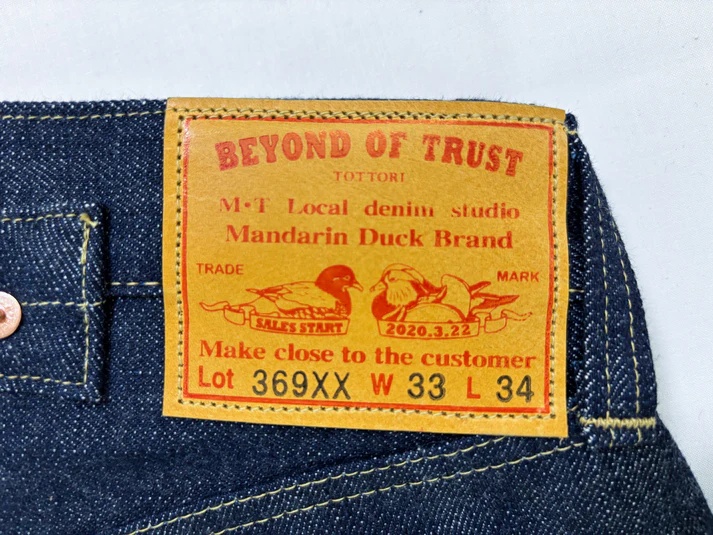 BEYOND OF TRUST
TOTTORI
M•T Local denim studio
Mandarin Duck Brand
TRADE MARK
SALES START 2020.3.22
Make close to the customer
Lot 369XX W 33 L 34